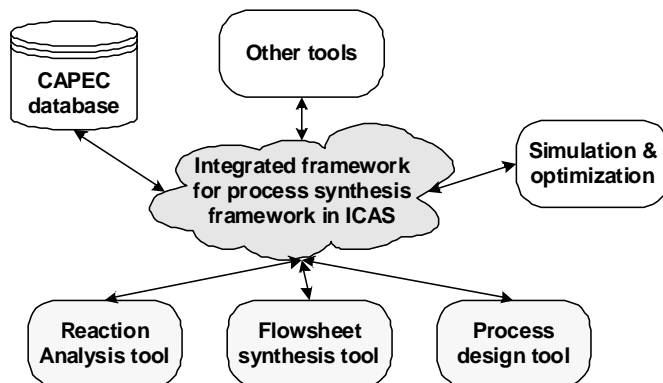 CAPEC
database
Other tools
Integrated framework
for process synthesis
framework in ICAS
Simulation &
optimization
Reaction
Analysis tool
Flowsheet
synthesis tool
Process
design tool